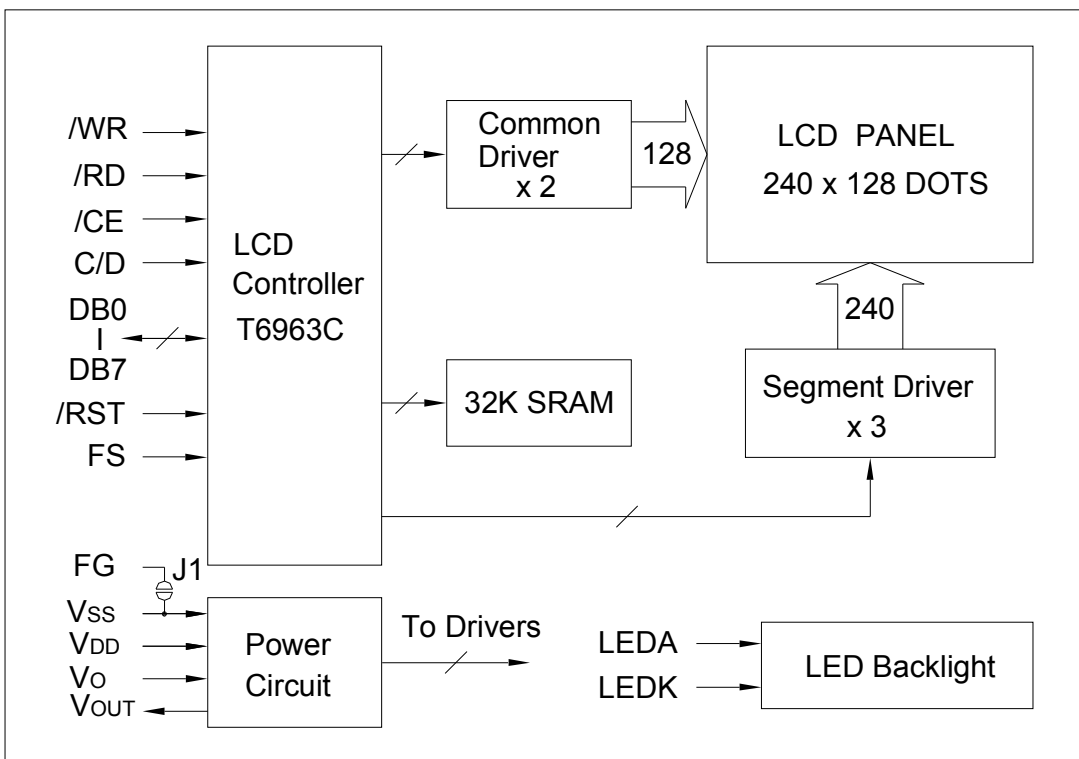 /WR
/RD
/CE
C/D
DB0
I
DB7
/RST
FS
LCD
Controller
T6963C
Common
Driver
x 2
128
LCD PANEL
240 x 128 DOTS
240
32K SRAM
Segment Driver
x 3
FG
J1
VSS
VDD
VO
VOUT
Power
Circuit
To Drivers
LEDA
LEDK
LED Backlight